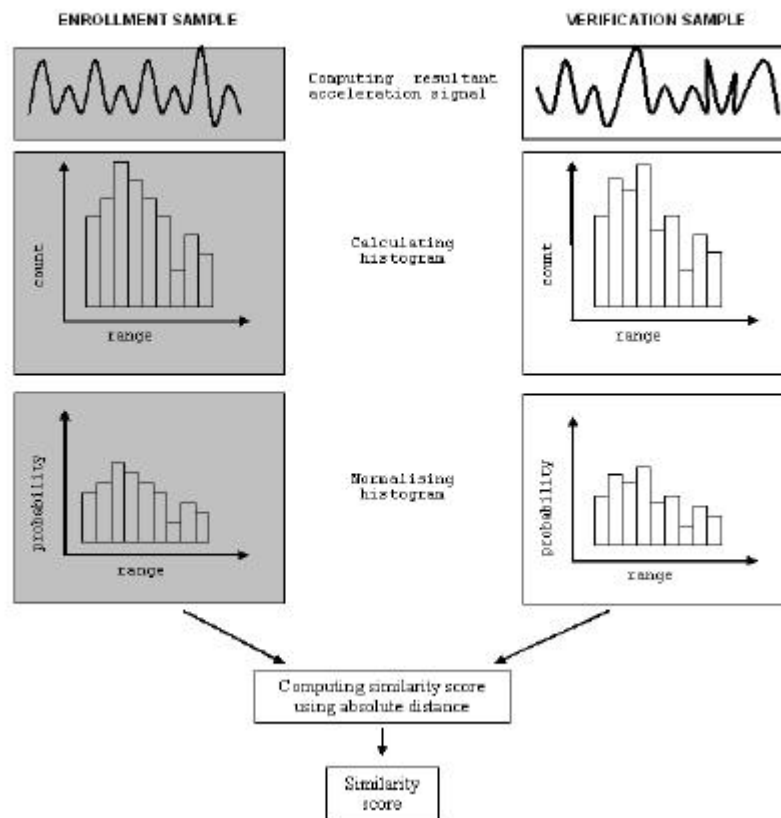 ENROLLMENT SAMPLE
VERIFICATION SAMPLE
Computing resultant
acceleration signal
count
range
Calculating
histogram
count
range
probability
range
Normalising
histogram
probability
range
Computing similarity score
using absolute distance
Similarity
score